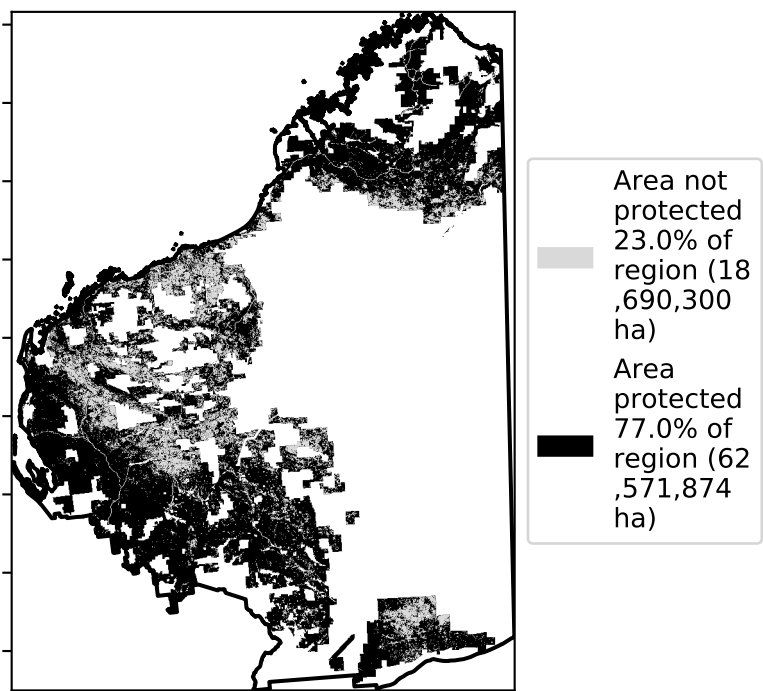 Area not
protected
23.0% of
region (18
,690,300
ha)
Area
protected
77.0% of
region (62
,571,874
ha)